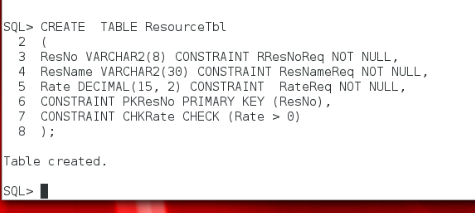 SQL> CREATE  TABLE ResourceTbl
  2  (
  3  ResNo VARCHAR2(8) CONSTRAINT RResNoReq NOT NULL,
  4  ResName VARCHAR2(30) CONSTRAINT ResNameReq NOT NULL,
  5  Rate DECIMAL(15, 2) CONSTRAINT  RateReq NOT NULL,
  6  CONSTRAINT PKResNo PRIMARY KEY (ResNo),
  7  CONSTRAINT CHKRate CHECK (Rate > 0)
  8  );
Table created.
SQL>